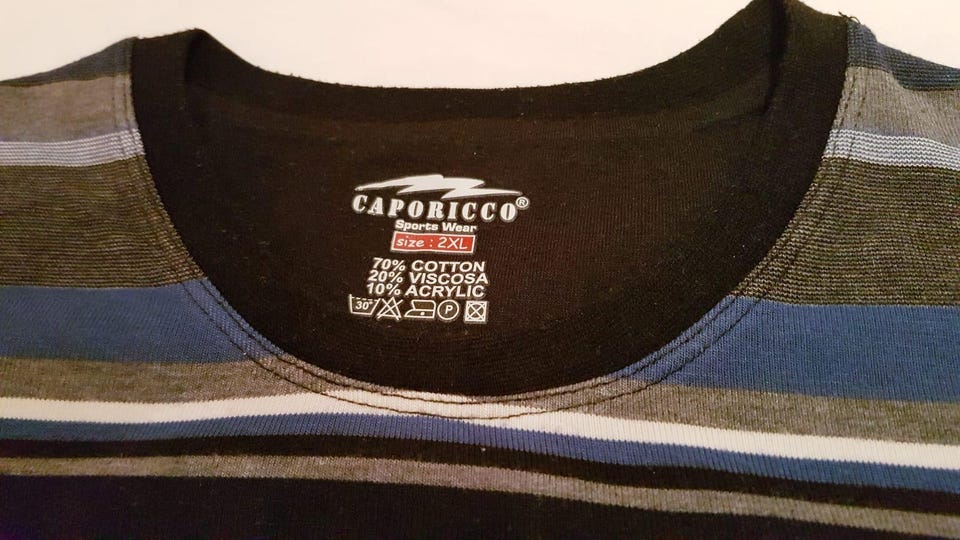 CAPORICCO®
Sports Wear
size : 2XL
70% COTTON
20% VISCOSA
10% ACRYLIC
30° P